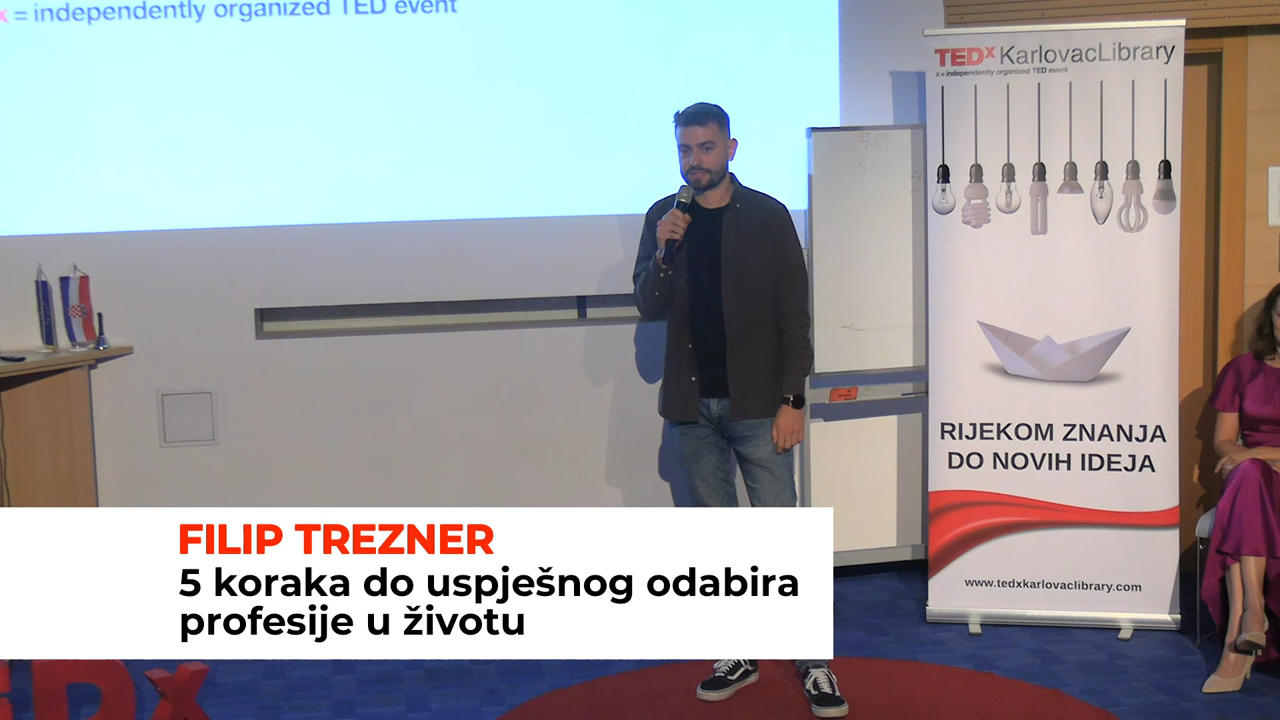 x = independently organized TED event
TEDx KarlovacLibrary
x = independently organized TED event
RIJEKOM ZNANJA
DO NOVIH IDEJA
www.tedxkarlovaclibrary.com
FILIP TREZNER
5 koraka do uspješnog odabira
profesije u životu
EDx